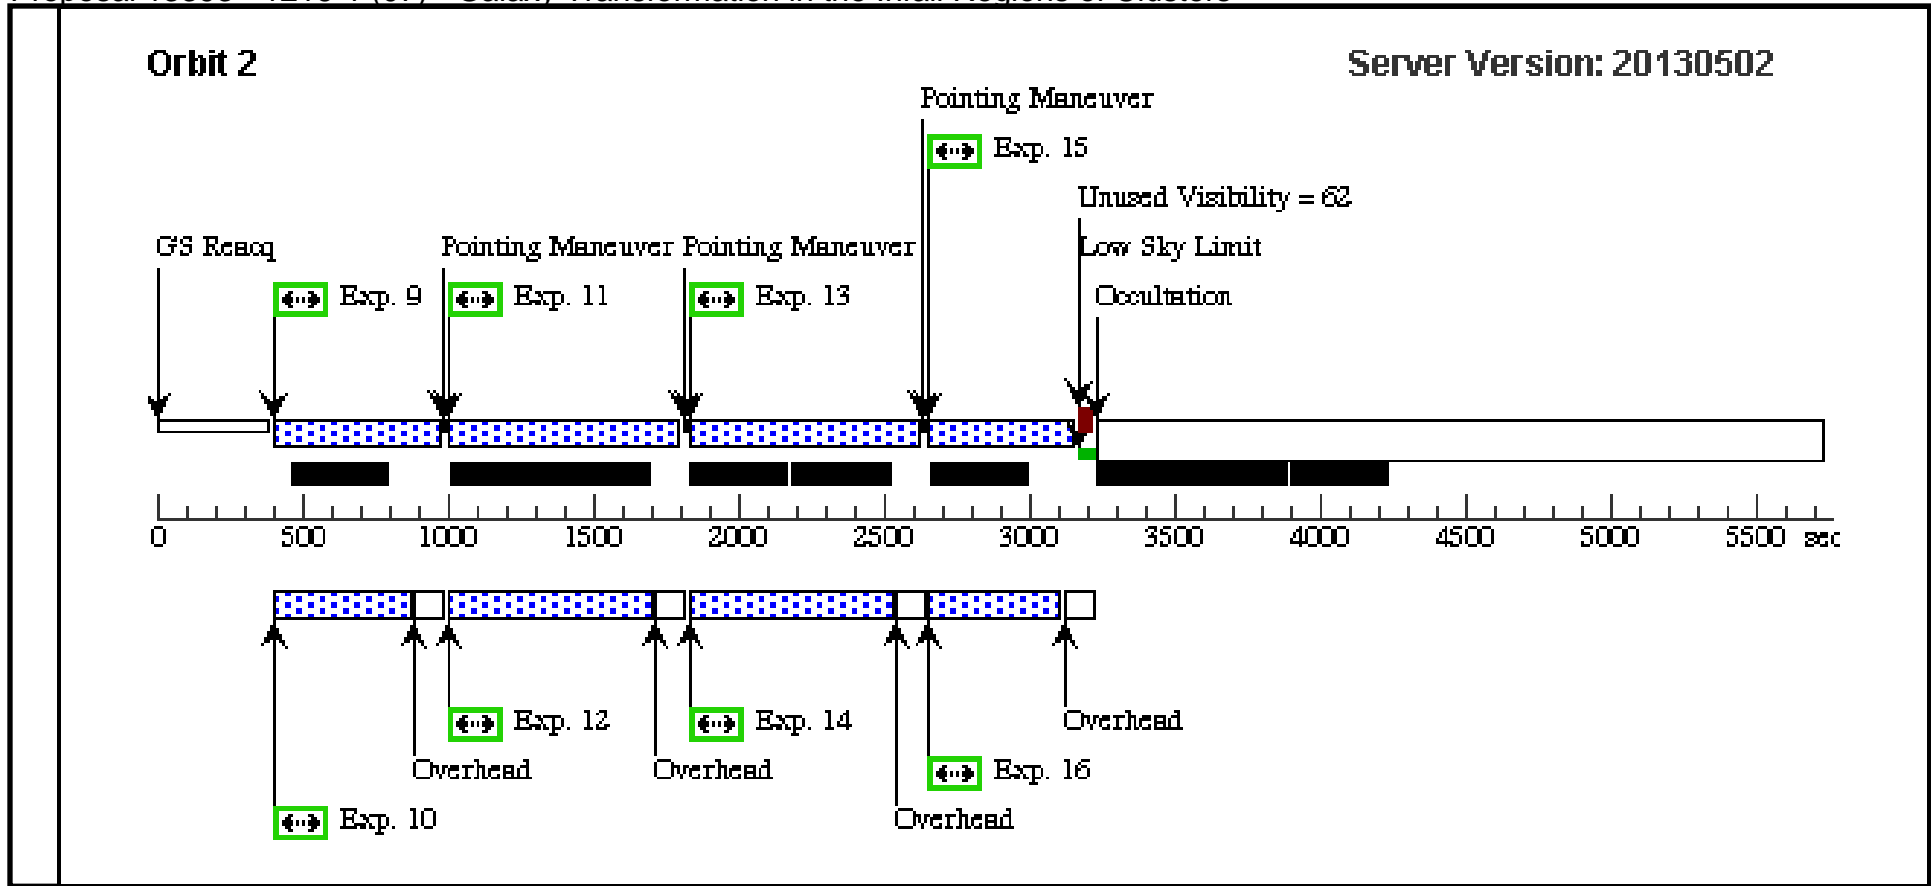 Orbit 2
Server Version: 20130502
Pointing Maneuver
Exp. 15
Unused Visibility = 62
GS Reacq
Pointing Maneuver
Pointing Maneuver
Low Sky Limit
Exp. 9
Exp. 11
Exp. 13
Occultation
0 500 1000 1500 2000 2500 3000 3500 4000 4500 5000 5500 sec
Exp. 12
Exp. 14
Overhead
Overhead
Overhead
Exp. 16
Exp. 10
Overhead